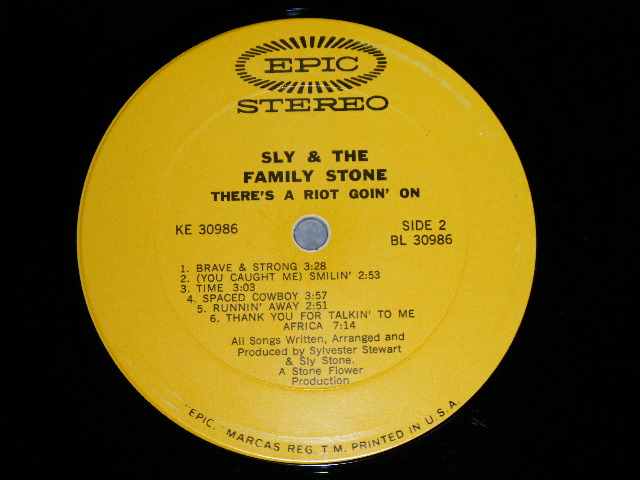 EPIC
STEREO
SLY & THE
FAMILY STONE
THERE'S A RIOT GOIN' ON
KE 30986
SIDE 2
BL 30986
1. BRAVE & STRONG 3:28
2. (YOU CAUGHT ME) SMILIN' 2:53
3. TIME 3:03
4. SPACED COWBOY 3:57
5. RUNNIN' AWAY 2:51
6. THANK YOU FOR TALKIN' TO ME
AFRICA 7:14
All Songs Written, Arranged and
Produced by Sylvester Stewart
& Sly Stone.
A Stone Flower
Production
"EPIC," MARCAS REG. T.M. PRINTED IN U.S.A.